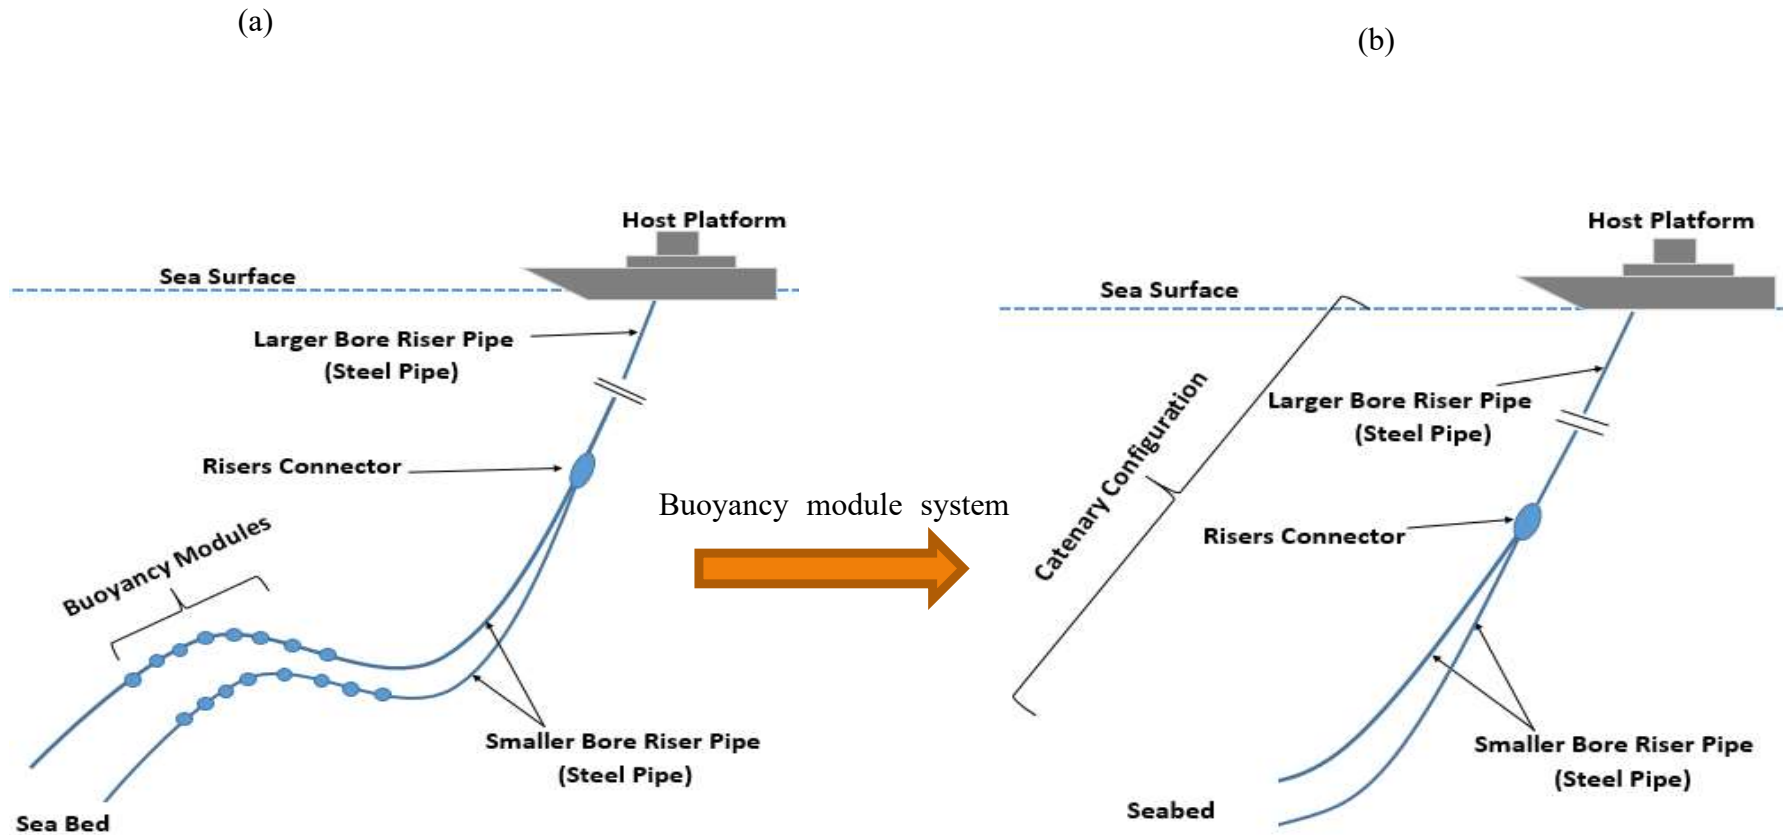 (a)
Host Platform
Sea Surface
Larger Bore Riser Pipe
(Steel Pipe)
Risers Connector
Buoyancy Modules
Smaller Bore Riser Pipe
(Steel Pipe)
Sea Bed
Buoyancy module system
(b)
Host Platform
Sea Surface
Catenary Configuration
Larger Bore Riser Pipe
(Steel Pipe)
Risers Connector
Smaller Bore Riser Pipe
(Steel Pipe)
Seabed